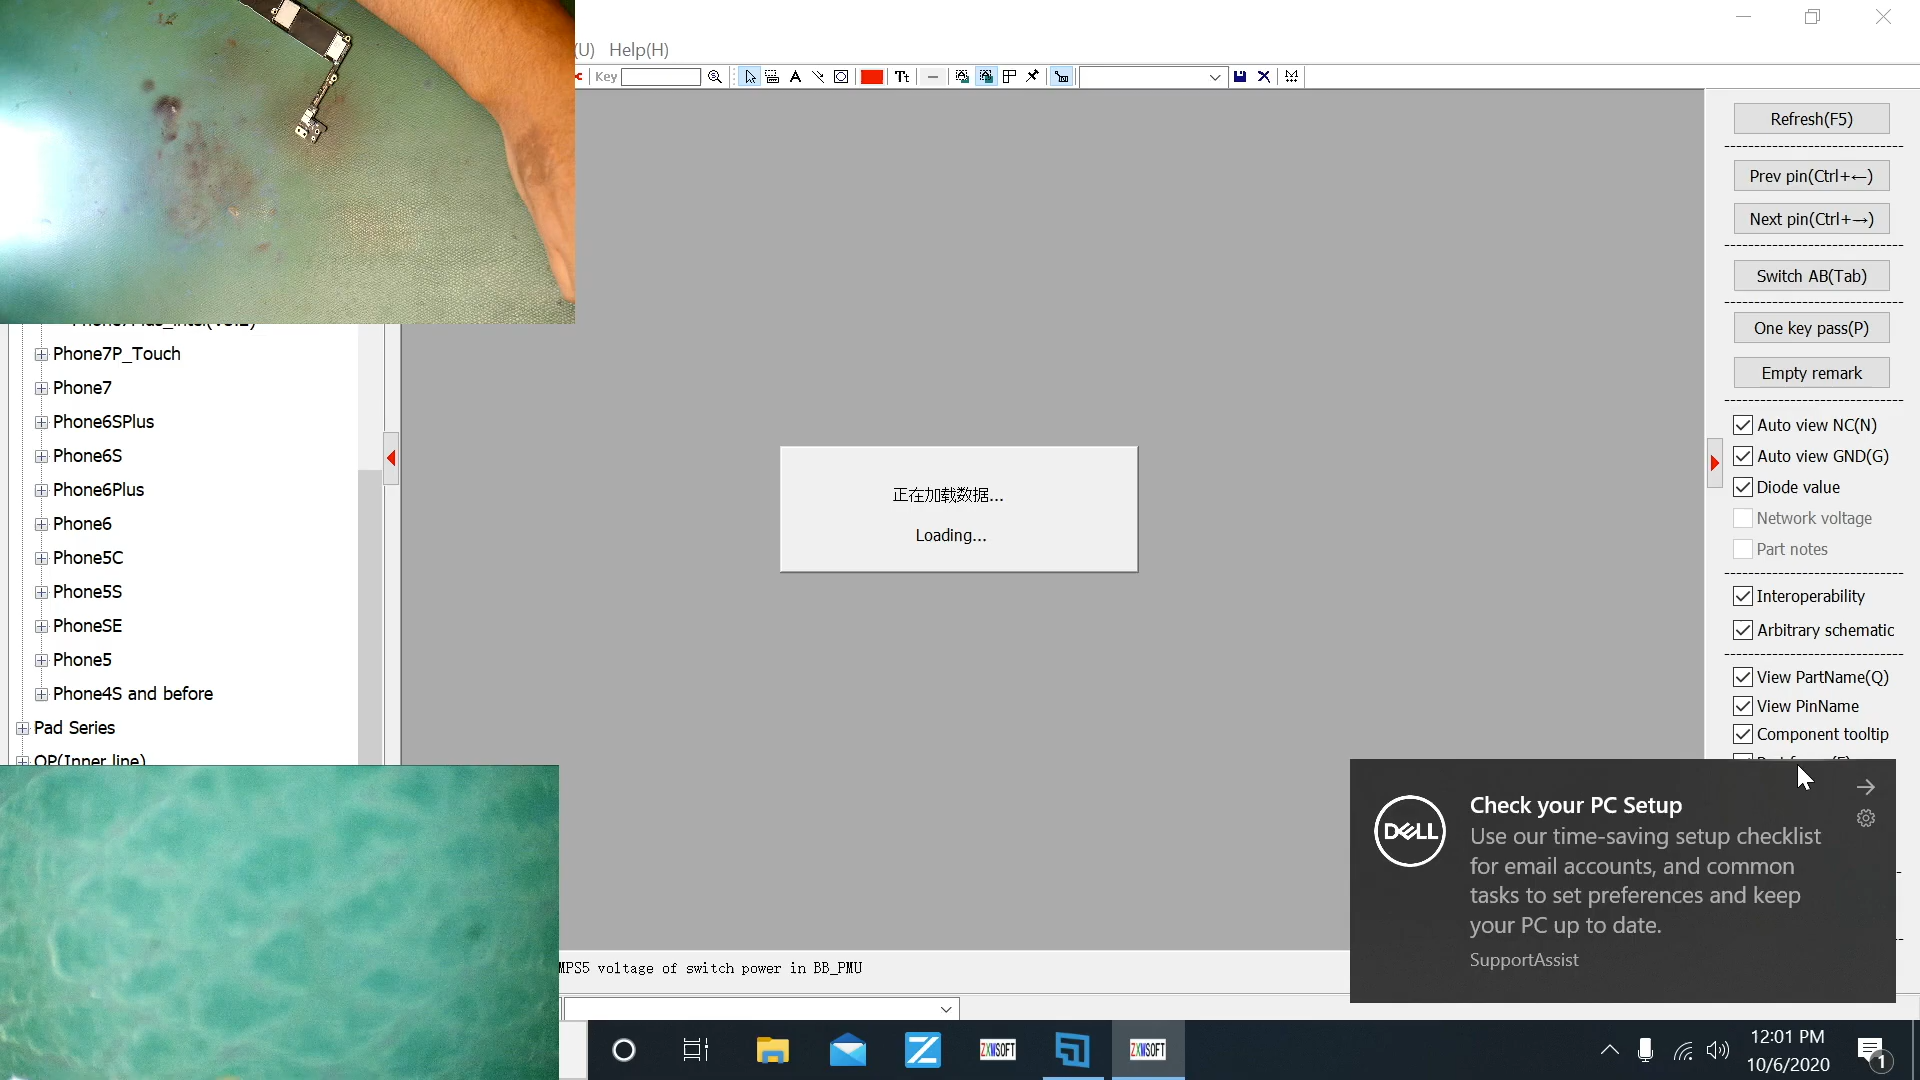 (U) Help(H)
Key
Tt
Refresh(F5)
Prev pin(Ctrl+←)
Next pin(Ctrl+→)
Switch AB(Tab)
One key pass(P)
Empty remark
Auto view NC(N)
Auto view GND(G)
Diode value
Network voltage
Part notes
Interoperability
Arbitrary schematic
View PartName(Q)
View PinName
Component tooltip
Phone7P_Touch
Phone7
Phone6SPlus
Phone6S
Phone6Plus
Phone6
Phone5C
Phone5S
PhoneSE
Phone5
Phone4S and before
Pad Series
OP(Inner line)
正在加载数据...
Loading...
DELL
Check your PC Setup
Use our time-saving setup checklist
for email accounts, and common
tasks to set preferences and keep
your PC up to date.
SupportAssist
MPS5 voltage of switch power in BB_PMU
ZXWSOFT
ZXWSOFT
12:01 PM
10/6/2020
1